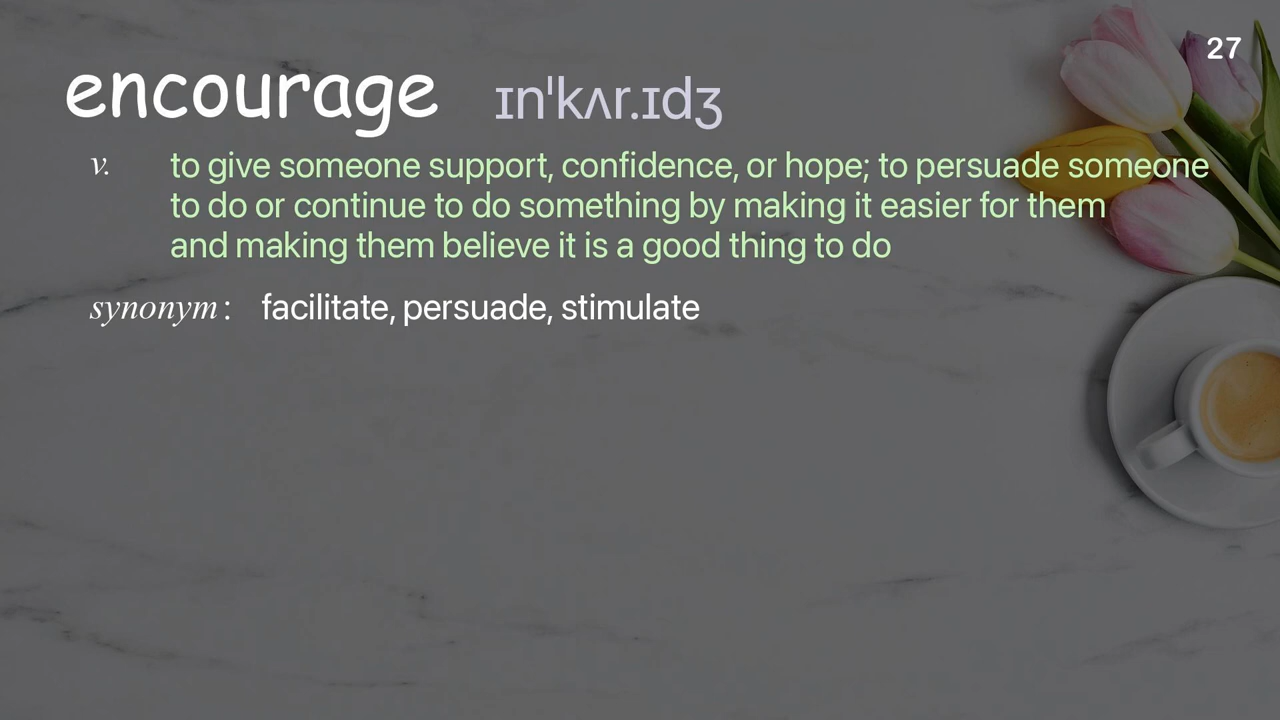 27
encourage ɪnˈkʌr.ɪdʒ
v. to give someone support, confidence, or hope; to persuade someone
to do or continue to do something by making it easier for them
and making them believe it is a good thing to do
synonym : facilitate, persuade, stimulate